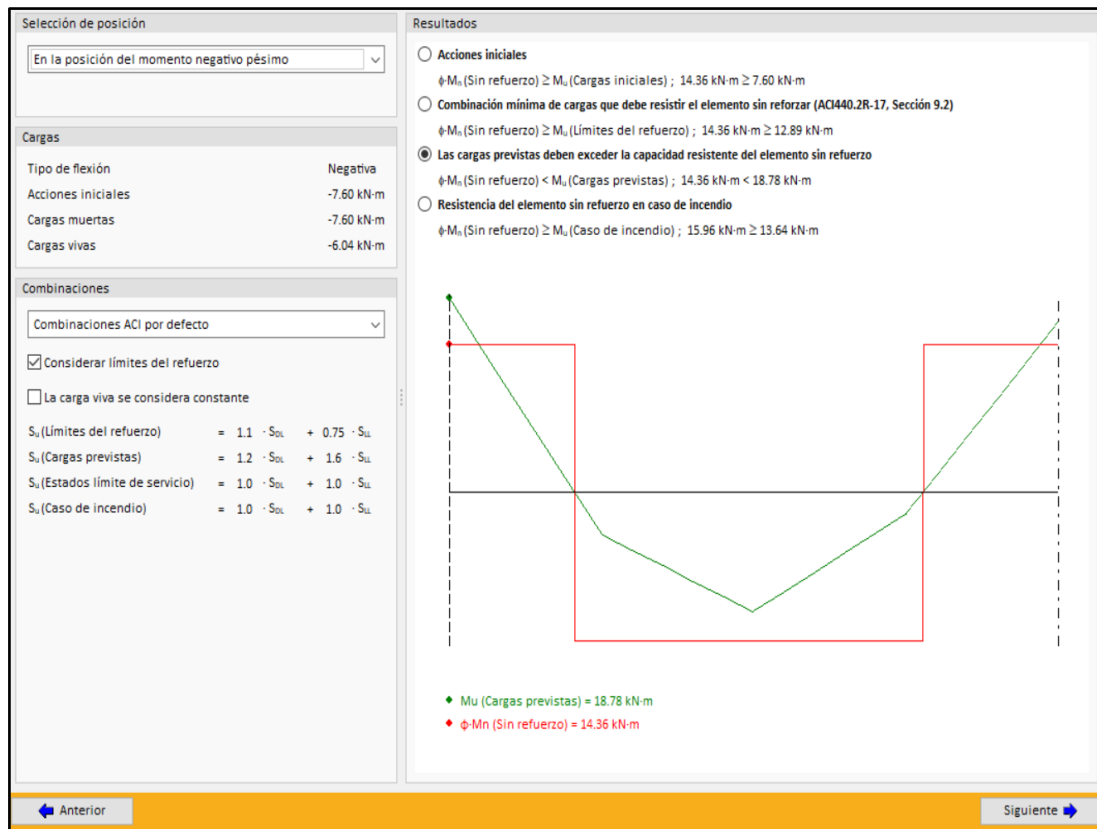 Selección de posición
En la posición del momento negativo pésimo
Cargas
Tipo de flexión Negativa
Acciones iniciales -7.60 kN·m
Cargas muertas -7.60 kN·m
Cargas vivas -6.04 kN·m
Combinaciones
Combinaciones ACI por defecto
Considerar límites del refuerzo
La carga viva se considera constante
Su (Límites del refuerzo) = 1.1 · SDL + 0.75 · SLL
Su (Cargas previstas) = 1.2 · SDL + 1.6 · SLL
Su (Estados límite de servicio) = 1.0 · SDL + 1.0 · SLL
Su (Caso de incendio) = 1.0 · SDL + 1.0 · SLL
Resultados
Acciones iniciales
ϕ·Mn (Sin refuerzo) ≥ Mu (Cargas iniciales) ; 14.36 kN·m ≥ 7.60 kN·m
Combinación mínima de cargas que debe resistir el elemento sin reforzar (ACI440.2R-17, Sección 9.2)
ϕ·Mn (Sin refuerzo) ≥ Mu (Límites del refuerzo) ; 14.36 kN·m ≥ 12.89 kN·m
Las cargas previstas deben exceder la capacidad resistente del elemento sin refuerzo
ϕ·Mn (Sin refuerzo) < Mu (Cargas previstas) ; 14.36 kN·m < 18.78 kN·m
Resistencia del elemento sin refuerzo en caso de incendio
ϕ·Mn (Sin refuerzo) ≥ Mu (Caso de incendio) ; 15.96 kN·m ≥ 13.64 kN·m
Mu (Cargas previstas) = 18.78 kN·m
ϕ·Mn (Sin refuerzo) = 14.36 kN·m
Anterior
Siguiente